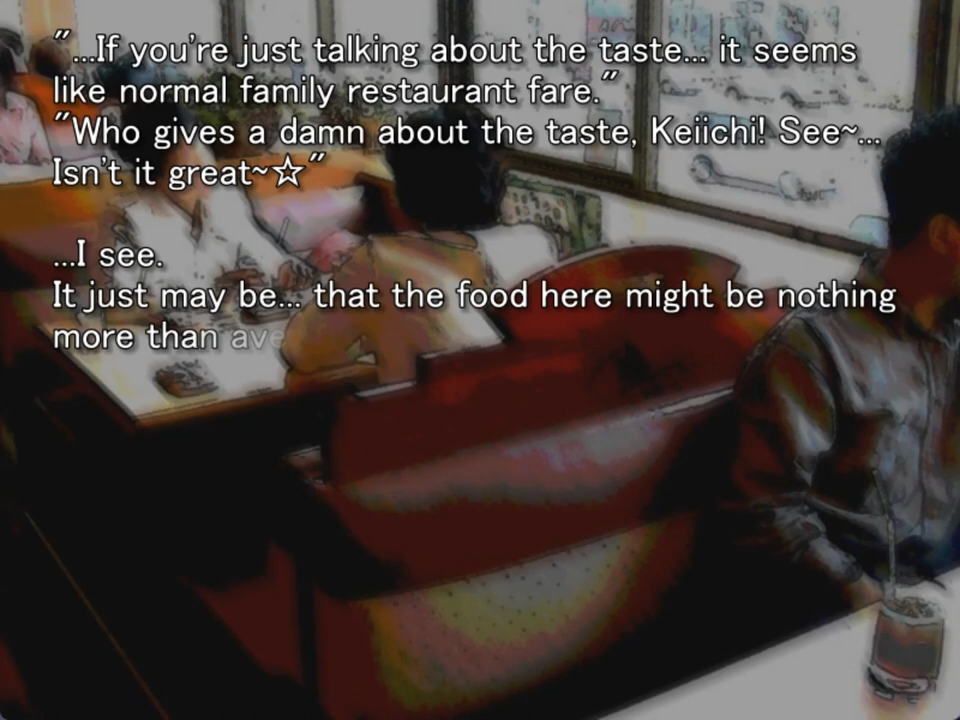 "...If you're just talking about the taste... it seems
like normal family restaurant fare."
"Who gives a damn about the taste, Keiichi! See~...
Isn't it great~☆"
...I see.
It just may be... that the food here might be nothing
more than ave